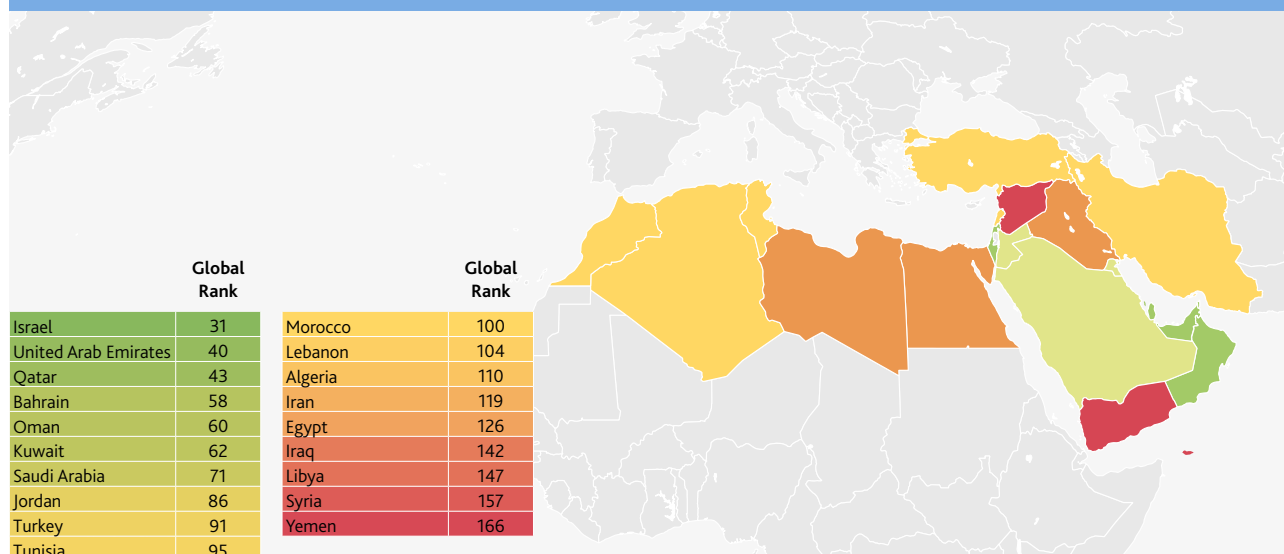 Global
Rank
Israel 31
United Arab Emirates 40
Qatar 43
Bahrain 58
Oman 60
Kuwait 62
Saudi Arabia 71
Jordan 86
Turkey 91
Tunisia 95
Global
Rank
Morocco 100
Lebanon 104
Algeria 110
Iran 119
Egypt 126
Iraq 142
Libya 147
Syria 157
Yemen 166